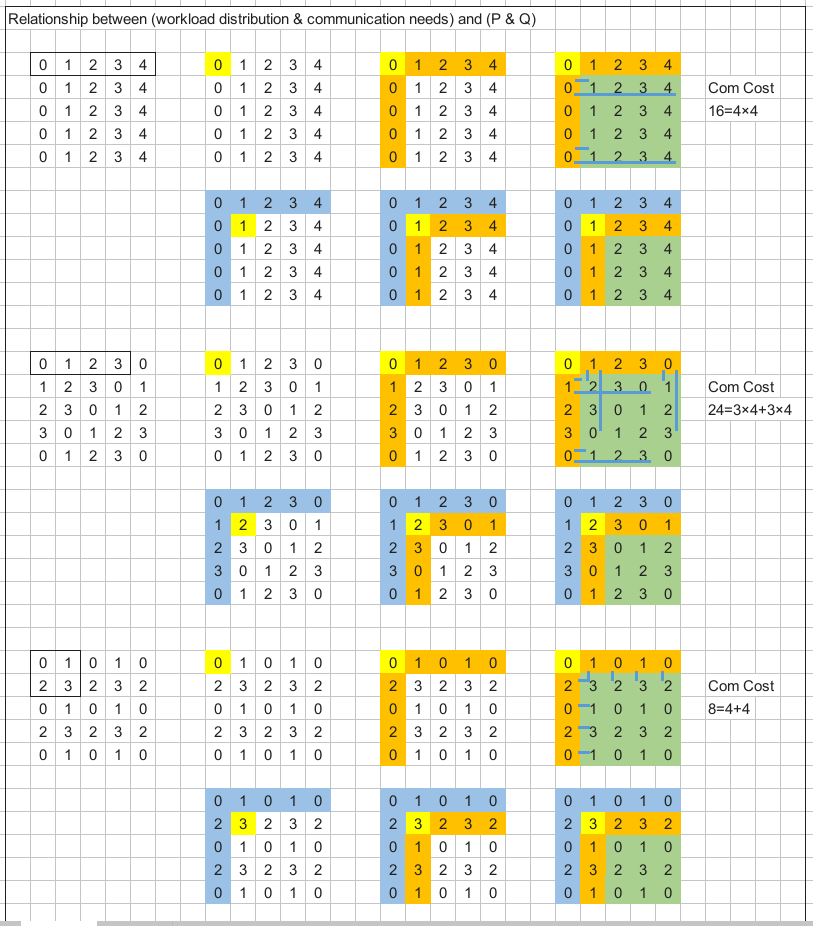 Relationship between (workload distribution & communication needs) and (P & Q)
0 1 2 3 4 0 1 2 3 4 0 1 2 3 4 0 1 2 3 4
0 1 2 3 4 0 1 2 3 4 0 1 2 3 4 0 1 2 3 4 Com Cost
0 1 2 3 4 0 1 2 3 4 0 1 2 3 4 0 1 2 3 4 16=4×4
0 1 2 3 4 0 1 2 3 4 0 1 2 3 4 0 1 2 3 4
0 1 2 3 4 0 1 2 3 4 0 1 2 3 4 0 1 2 3 4
0 1 2 3 4 0 1 2 3 4 0 1 2 3 4
0 1 2 3 4 0 1 2 3 4 0 1 2 3 4
0 1 2 3 4 0 1 2 3 4 0 1 2 3 4
0 1 2 3 4 0 1 2 3 4 0 1 2 3 4
0 1 2 3 4 0 1 2 3 4 0 1 2 3 4
0 1 2 3 0 0 1 2 3 0 0 1 2 3 0 0 1 2 3 0
1 2 3 0 1 1 2 3 0 1 1 2 3 0 1 1 2 3 0 1 Com Cost
2 3 0 1 2 2 3 0 1 2 2 3 0 1 2 2 3 0 1 2 24=3×4+3×4
3 0 1 2 3 3 0 1 2 3 3 0 1 2 3 3 0 1 2 3
0 1 2 3 0 0 1 2 3 0 0 1 2 3 0 0 1 2 3 0
0 1 2 3 0 0 1 2 3 0 0 1 2 3 0
1 2 3 0 1 1 2 3 0 1 1 2 3 0 1
2 3 0 1 2 2 3 0 1 2 2 3 0 1 2
3 0 1 2 3 3 0 1 2 3 3 0 1 2 3
0 1 2 3 0 0 1 2 3 0 0 1 2 3 0
0 1 0 1 0 0 1 0 1 0 0 1 0 1 0 0 1 0 1 0
2 3 2 3 2 2 3 2 3 2 2 3 2 3 2 2 3 2 3 2 Com Cost
0 1 0 1 0 0 1 0 1 0 0 1 0 1 0 0 1 0 1 0 8=4+4
2 3 2 3 2 2 3 2 3 2 2 3 2 3 2 2 3 2 3 2
0 1 0 1 0 0 1 0 1 0 0 1 0 1 0 0 1 0 1 0
0 1 0 1 0 0 1 0 1 0 0 1 0 1 0
2 3 2 3 2 2 3 2 3 2 2 3 2 3 2
0 1 0 1 0 0 1 0 1 0 0 1 0 1 0
2 3 2 3 2 2 3 2 3 2 2 3 2 3 2
0 1 0 1 0 0 1 0 1 0 0 1 0 1 0